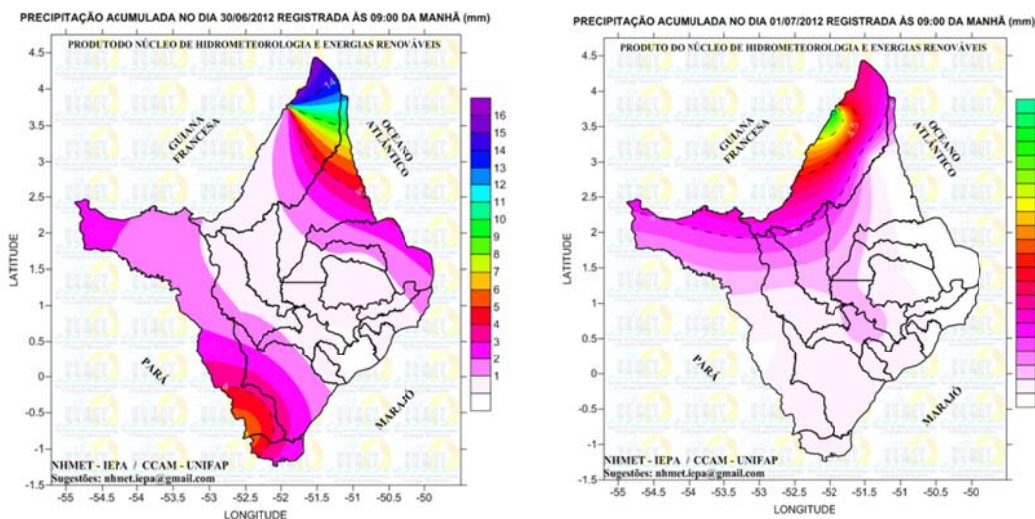 PRECIPITAÇÃO ACUMULADA NO DIA 30/06/2012 REGISTRADA ÀS 09:00 DA MANHÃ (mm)
PRODUTO DO NÚCLEO DE HIDROMETEOROLOGIA E ENERGIAS RENOVÁVEIS
4.5
4
3.5
3
2.5
2
1.5
1
0.5
0
-0.5
-1
-1.5
LATITUDE
GUIANA
FRANCESA
OCEANO
ATLÂNTICO
PARÁ
MARAJÓ
14
4
4
NHMET - IEPA / CCAM - UNIFAP
Sugestões: nhmet.iepa@gmail.com
-55 -54.5 -54 -53.5 -53 -52.5 -52 -51.5 -51 -50.5 -50
LONGITUDE
16
15
14
13
12
11
10
9
8
7
6
5
4
3
2
1
PRECIPITAÇÃO ACUMULADA NO DIA 01/07/2012 REGISTRADA ÀS 09:00 DA MANHÃ (mm)
PRODUTO DO NÚCLEO DE HIDROMETEOROLOGIA E ENERGIAS RENOVÁVEIS
4.5
4
3.5
3
2.5
2
1.5
1
0.5
0
-0.5
-1
-1.5
LATITUDE
GUIANA
FRANCESA
OCEANO
ATLÂNTICO
PARÁ
MARAJÓ
4.5
NHMET - IEPA / CCAM - UNIFAP
Sugestões: nhmet.iepa@gmail.com
-55 -54.5 -54 -53.5 -53 -52.5 -52 -51.5 -51 -50.5 -50
LONGITUDE